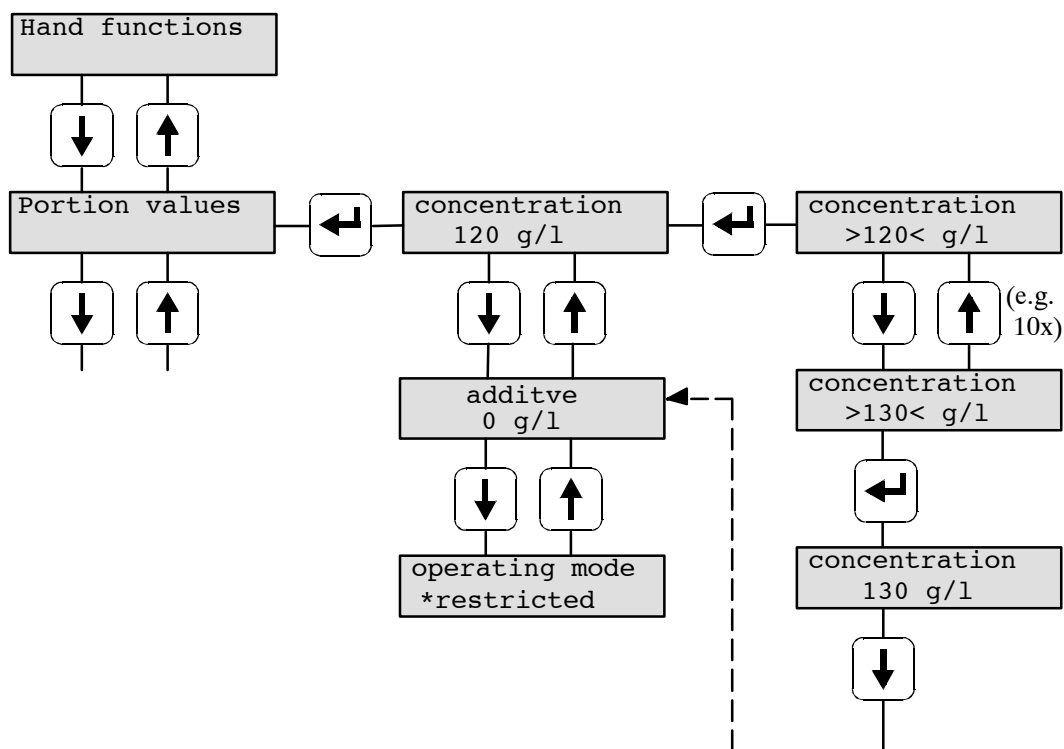 Hand functions
Portion values
concentration
120 g/l
concentration
>120< g/l
(e.g.
10x)
additve
0 g/l
concentration
>130< g/l
operating mode
*restricted
concentration
130 g/l